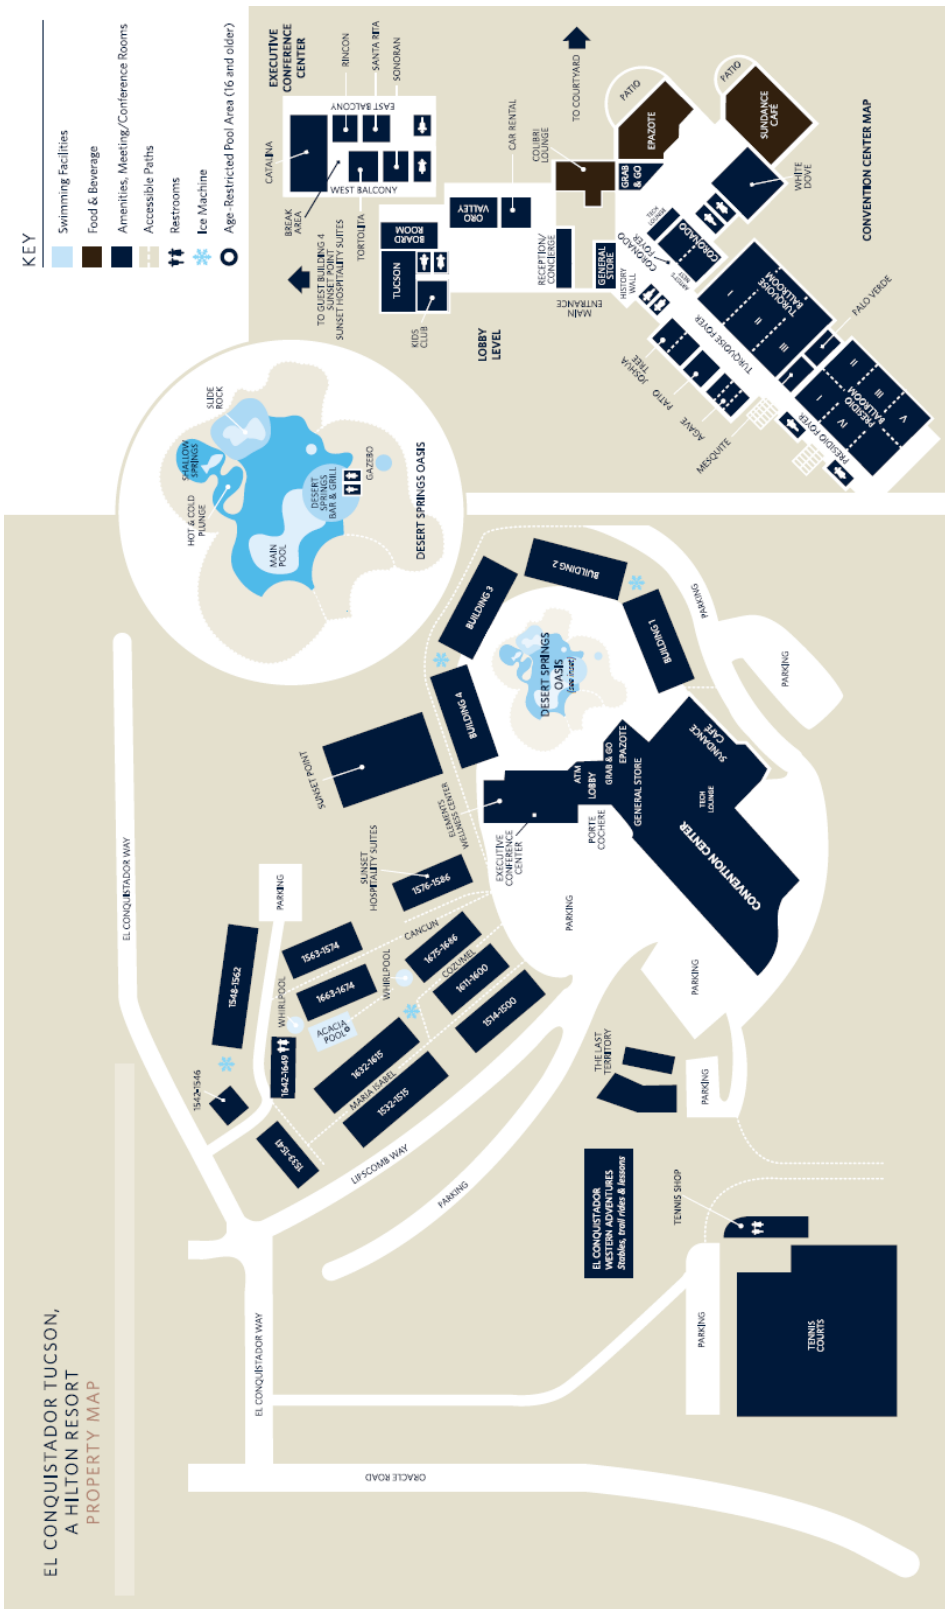 EL CONQUISTADOR TUCSON,
A HILTON RESORT
PROPERTY MAP
KEY
Swimming Facilities
Food & Beverage
Amenities, Meeting/Conference Rooms
Accessible Paths
Restrooms
Ice Machine
Age-Restricted Pool Area (16 and older)
EL CONQUISTADOR WAY
EL CONQUISTADOR WAY
ORACLE ROAD
LIPSCOMB WAY
PARKING
1542-1546
1548-1562
PARKING
1533-1541
1642-1649
WHIRLPOOL
ACACIA
POOL
1563-1574
1663-1674
WHIRLPOOL
CANCUN
1632-1615
MARIA ISABEL
1532-1515
1675-1686
COZUMEL
1611-1600
1514-1500
SUNSET
HOSPITALITY SUITES
1576-1586
SUNSET POINT
ELEMENTS
WELLNESS CENTER
EXECUTIVE
CONFERENCE
CENTER
BUILDING 4
BUILDING 3
BUILDING 2
BUILDING 1
DESERT SPRINGS
OASIS
(see inset)
ATM
LOBBY
GRAB & GO
EPAZOTE
GENERAL STORE
PORTE
COCHERE
SUNDANCE
CAFÉ
TECH
LOUNGE
CONVENTION CENTER
PARKING
PARKING
PARKING
PARKING
PARKING
THE LAST
TERRITORY
EL CONQUISTADOR
WESTERN ADVENTURES
Stables, trail rides & lessons
TENNIS SHOP
PARKING
TENNIS
COURTS
SLIDE
ROCK
SHALLOW
SPRINGS
HOT & COLD
PLUNGE
MAIN
POOL
DESERT
SPRINGS
BAR & GRILL
GAZEBO
DESERT SPRINGS OASIS
EXECUTIVE
CONFERENCE
CENTER
CATALINA
RINCON
SANTA RITA
SONORAN
EAST BALCONY
WEST BALCONY
BREAK
AREA
TORTOLITA
TO GUEST BUILDING 4
SUNSET POINT
SUNSET HOSPITALITY SUITES
TUCSON
BOARD
ROOM
KIDS
CLUB
LOBBY
LEVEL
ORO
VALLEY
CAR RENTAL
RECEPTION/
CONCIERGE
MAIN
ENTRANCE
GENERAL
STORE
HISTORY
WALL
COLIBRI
LOUNGE
TO COURTYARD
GRAB
& GO
EPAZOTE
PATIO
PATIO
SUNDANCE
CAFÉ
WHITE
DOVE
TECH
LOUNGE
CORONADO
FOYER
CORONADO
ARTIST'S
NEST
TURQUOISE FOYER
TURQUOISE
BALLROOM
I
II
III
JOSHUA
TREE
PATIO
AGAVE
MESQUITE
PALO VERDE
PRESIDIO FOYER
PRESIDIO
BALLROOM
I
II
III
IV
V
CONVENTION CENTER MAP